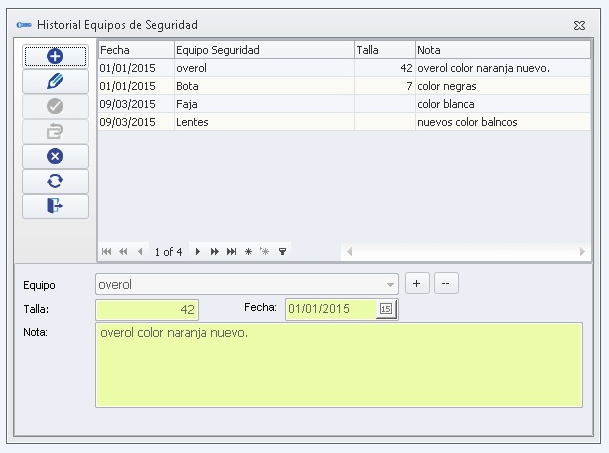 Historial Equipos de Seguridad
Fecha Equipo Seguridad Talla Nota
01/01/2015 overol 42 overol color naranja nuevo.
01/01/2015 Bota 7 color negras
09/03/2015 Faja color blanca
09/03/2015 Lentes nuevos color balncos
1 of 4
Equipo overol + --
Talla: 42 Fecha: 01/01/2015 15
Nota: overol color naranja nuevo.